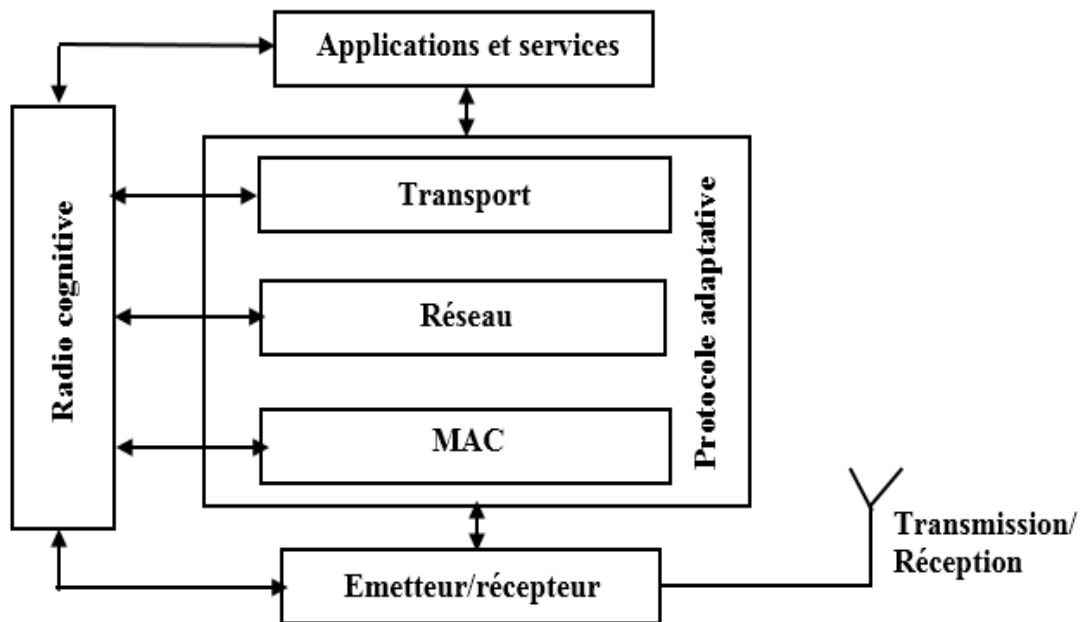 Applications et services
Radio cognitive
Transport
Réseau
MAC
Protocole adaptative
Emetteur/récepteur
Transmission/
Réception